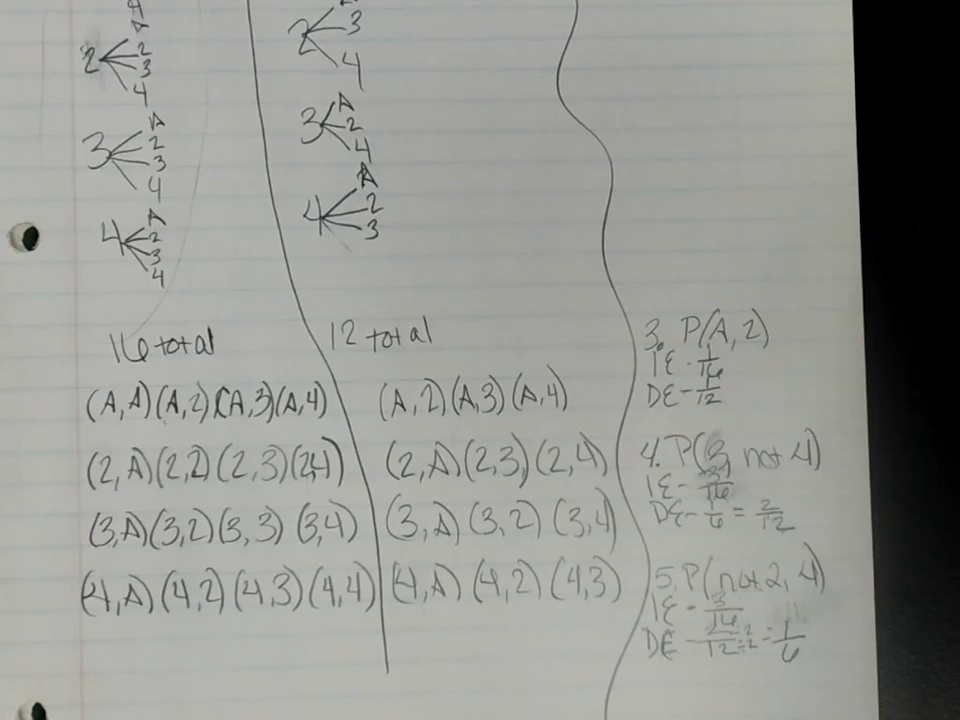 A
2
2
3
4
3
A
2
3
4
4
A
2
3
4
16 total
(A, A) (A, 2) (A, 3) (A, 4)
(2, A) (2, 2) (2, 3) (2, 4)
(3, A) (3, 2) (3, 3) (3, 4)
(4, A) (4, 2) (4, 3) (4, 4)
2
A
3
4
3
A
2
4
4
A
2
3
12 total
(A, 2) (A, 3) (A, 4)
(2, A) (2, 3) (2, 4)
(3, A) (3, 2) (3, 4)
(4, A) (4, 2) (4, 3)
3. P(A, 2)
IE - 1/16
DE - 1/12
4. P(3, not 4)
IE - 3/16
DE - 1/6 = 2/12
5. P(not 2, 4)
IE - 3/16
DE - 2/12 ÷2/÷2 = 1/6